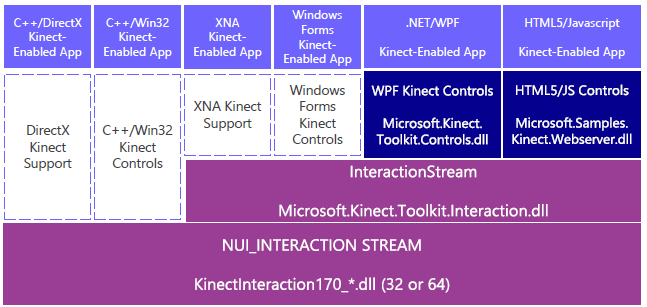 C++/DirectX
Kinect-
Enabled App
C++/Win32
Kinect-
Enabled App
XNA
Kinect-
Enabled App
Windows
Forms
Kinect-
Enabled App
.NET/WPF
Kinect-Enabled App
HTML5/Javascript
Kinect-Enabled App
DirectX
Kinect
Support
C++/Win32
Kinect
Controls
XNA Kinect
Support
Windows
Forms
Kinect
Controls
WPF Kinect Controls
Microsoft.Kinect.
Toolkit.Controls.dll
HTML5/JS Controls
Microsoft.Samples.
Kinect.Webserver.dll
InteractionStream
Microsoft.Kinect.Toolkit.Interaction.dll
NUI_INTERACTION STREAM
KinectInteraction170_*.dll (32 or 64)